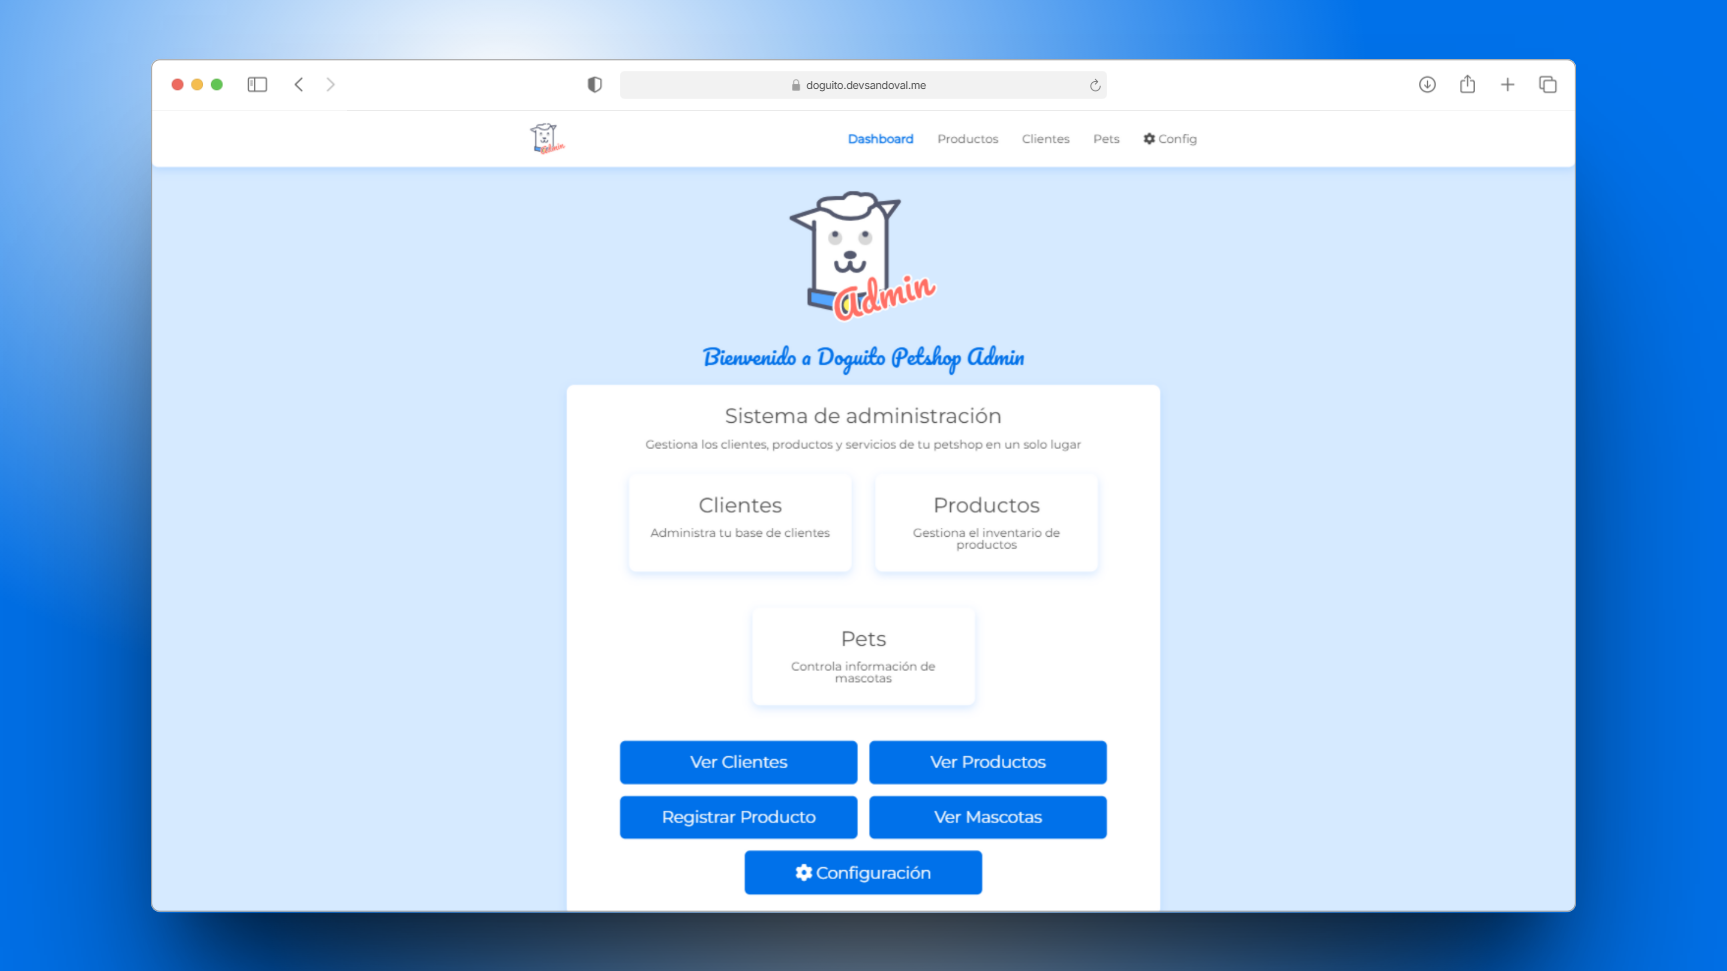 doguito.devsandoval.me
Admin
Dashboard Productos Clientes Pets Config
Admin
Bienvenido a Doguito Petshop Admin
Sistema de administración
Gestiona los clientes, productos y servicios de tu petshop en un solo lugar
Clientes
Administra tu base de clientes
Productos
Gestiona el inventario de
productos
Pets
Controla información de
mascotas
Ver Clientes
Ver Productos
Registrar Producto
Ver Mascotas
Configuración